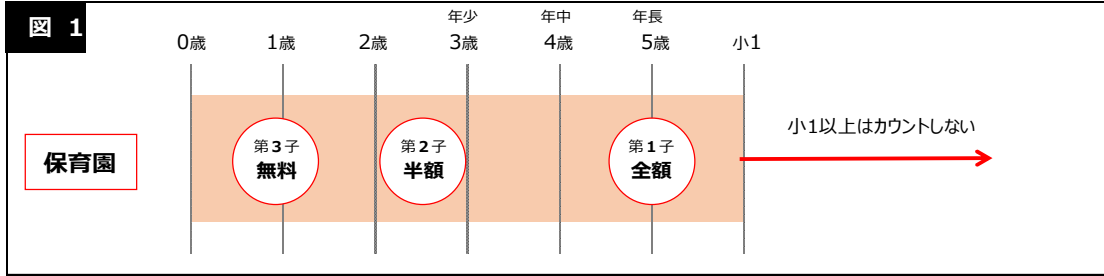 図 1
年少 年中 年長
0歳 1歳 2歳 3歳 4歳 5歳 小1
小1以上はカウントしない
保育園
第3子
無料
第2子
半額
第1子
全額